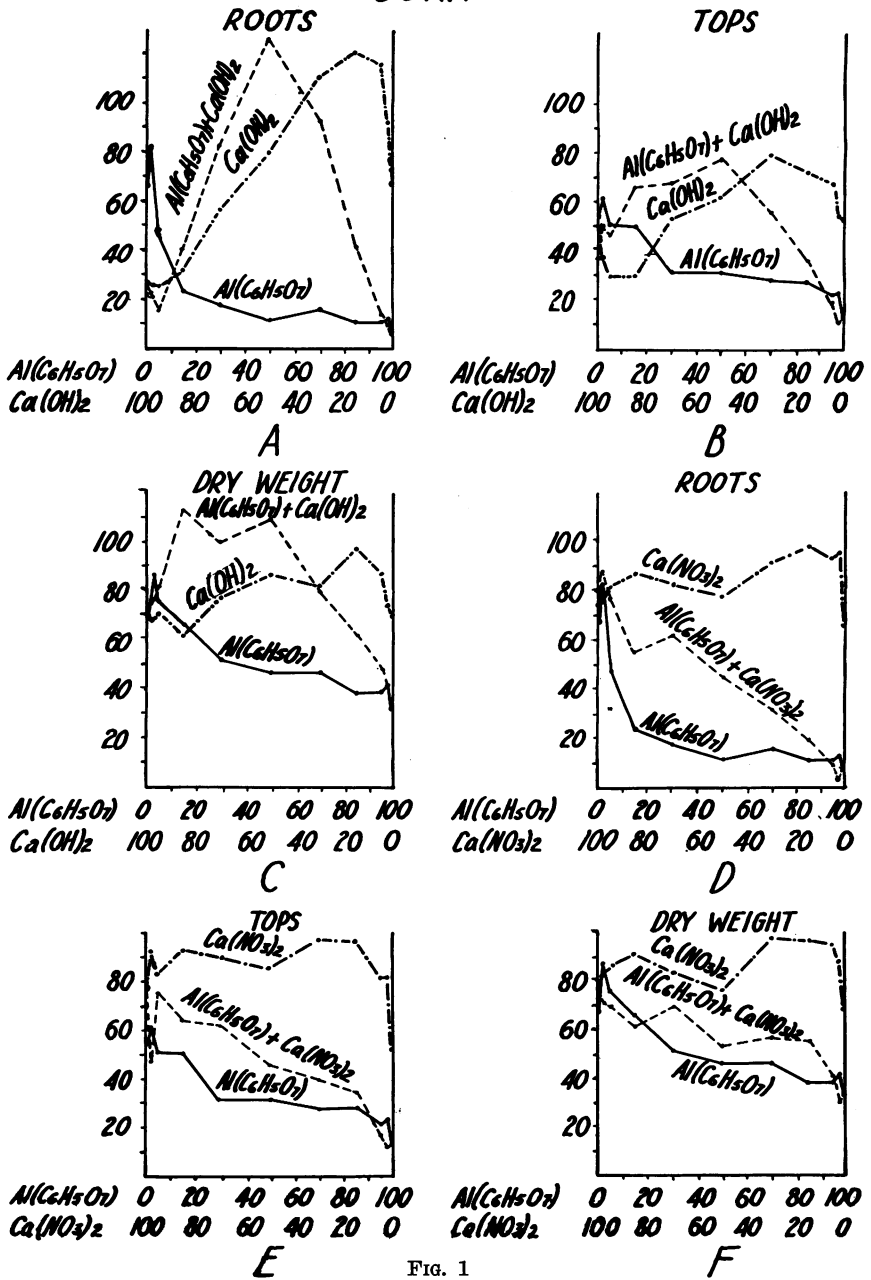 ROOTS
100
80
60
40
20
Al(C6H5O7)+Ca(OH)2
Ca(OH)2
Al(C6H5O7)
Al(C6H5O7) 0 20 40 60 80 100
Ca(OH)2 100 80 60 40 20 0
A
TOPS
100
80
60
40
20
Al(C6H5O7)+ Ca(OH)2
Ca(OH)2
Al(C6H5O7)
Al(C6H5O7) 0 20 40 60 80 100
Ca(OH)2 100 80 60 40 20 0
B
DRY WEIGHT
Al(C6H5O7)+Ca(OH)2
100
80
60
40
20
Ca(OH)2
Al(C6H5O7)
Al(C6H5O7) 0 20 40 60 80 100
Ca(OH)2 100 80 60 40 20 0
C
ROOTS
100
80
60
40
20
Ca(NO3)2
Al(C6H5O7)+Ca(NO3)2
Al(C6H5O7)
Al(C6H5O7) 0 20 40 60 80 100
Ca(NO3)2 100 80 60 40 20 0
D
TOPS
80
60
40
20
Ca(NO3)2
Al(C6H5O7)+Ca(NO3)2
Al(C6H5O7)
Al(C6H5O7) 0 20 40 60 80 100
Ca(NO3)2 100 80 60 40 20 0
E
DRY WEIGHT
80
60
40
20
Ca(NO3)2
Al(C6H5O7)+ Ca(NO3)2
Al(C6H5O7)
Al(C6H5O7) 0 20 40 60 80 100
Ca(NO3)2 100 80 60 40 20 0
F
FIG. 1